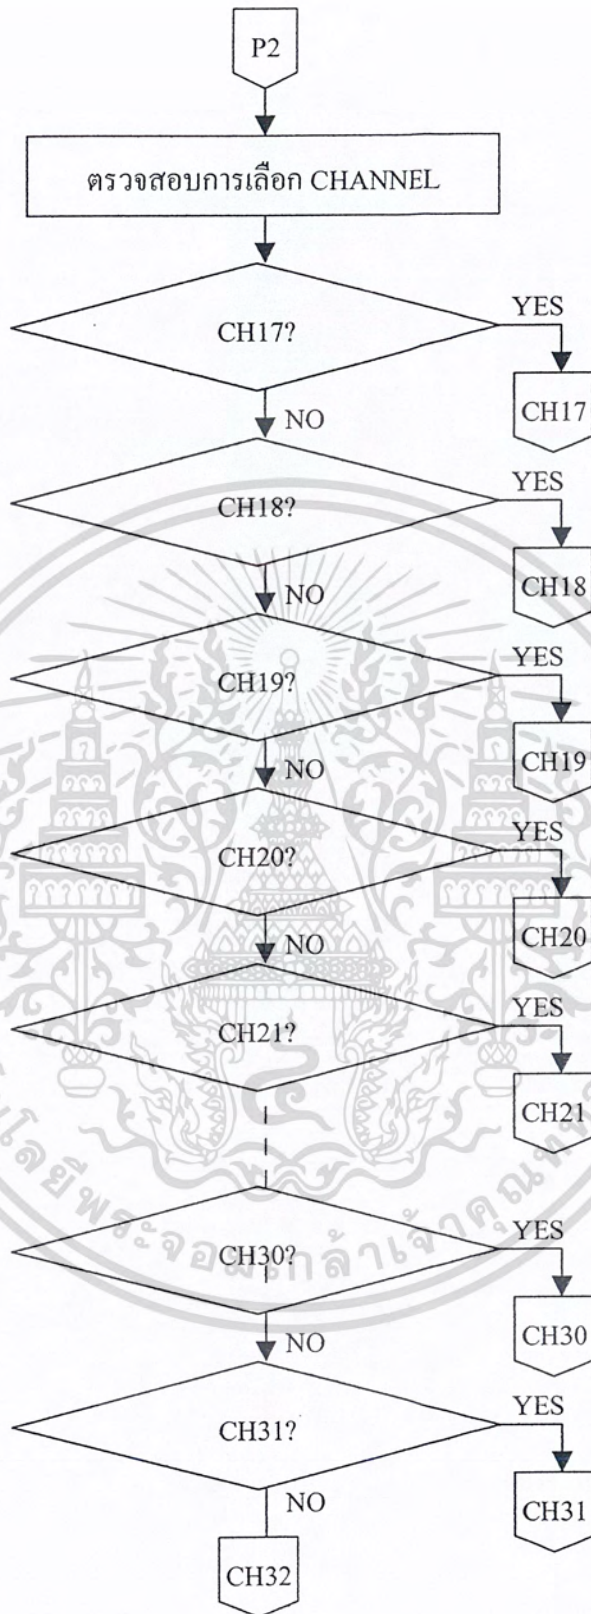 P2
ตรวจสอบการเลือก CHANNEL
CH17?
YES
CH17
NO
CH18?
YES
CH18
NO
CH19?
YES
CH19
NO
CH20?
YES
CH20
NO
CH21?
YES
CH21
CH30?
YES
CH30
NO
CH31?
YES
CH31
NO
CH32